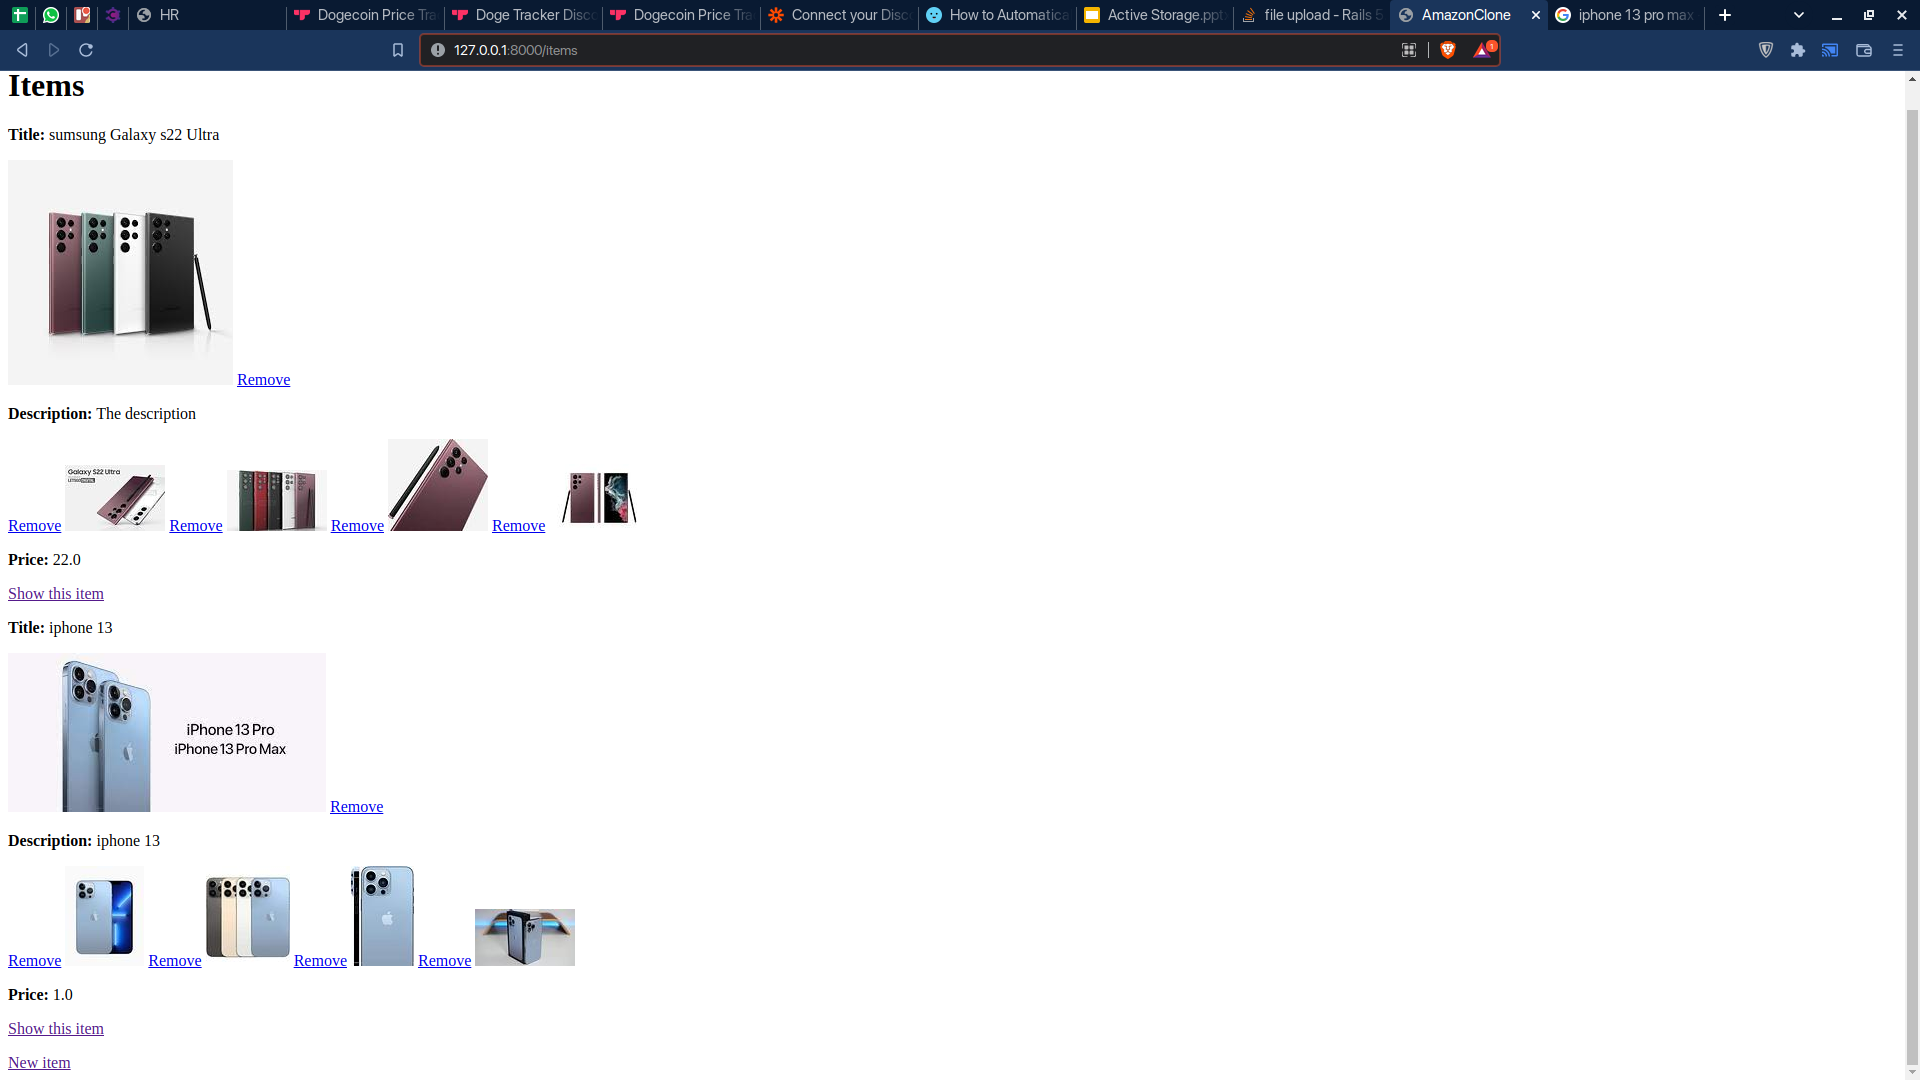 HR
Dogecoin Price Tra
Doge Tracker Disco
Dogecoin Price Tra
Connect your Disc
How to Automatica
Active Storage.ppt
file upload - Rails 5
AmazonClone
iphone 13 pro max
127.0.0.1:8000/items
1
Items
Title: sumsung Galaxy s22 Ultra
Remove
Description: The description
Galaxy S22 Ultra
Remove Remove Remove Remove
Price: 22.0
Show this item
Title: iphone 13
iPhone 13 Pro
iPhone 13 Pro Max
Remove
Description: iphone 13
Remove Remove Remove Remove
Price: 1.0
Show this item
New item